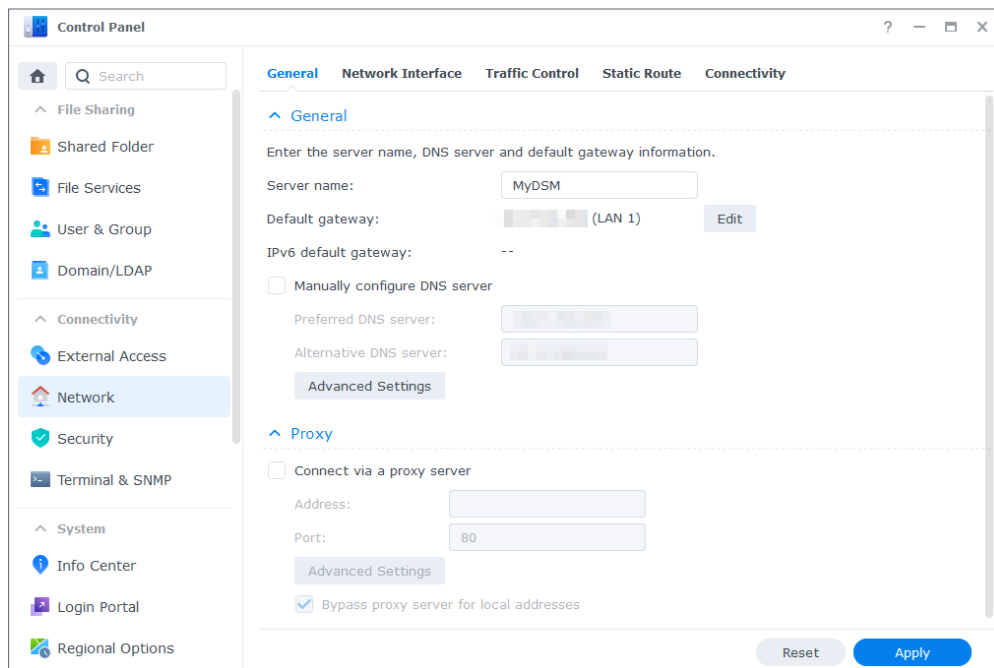 Control Panel
?
Search
File Sharing
Shared Folder
File Services
User & Group
Domain/LDAP
Connectivity
External Access
Network
Security
Terminal & SNMP
System
Info Center
Login Portal
Regional Options
General Network Interface Traffic Control Static Route Connectivity
General
Enter the server name, DNS server and default gateway information.
Server name: MyDSM
Default gateway: (LAN 1) Edit
IPv6 default gateway: --
Manually configure DNS server
Preferred DNS server:
Alternative DNS server:
Advanced Settings
Proxy
Connect via a proxy server
Address:
Port: 80
Advanced Settings
Bypass proxy server for local addresses
Reset Apply